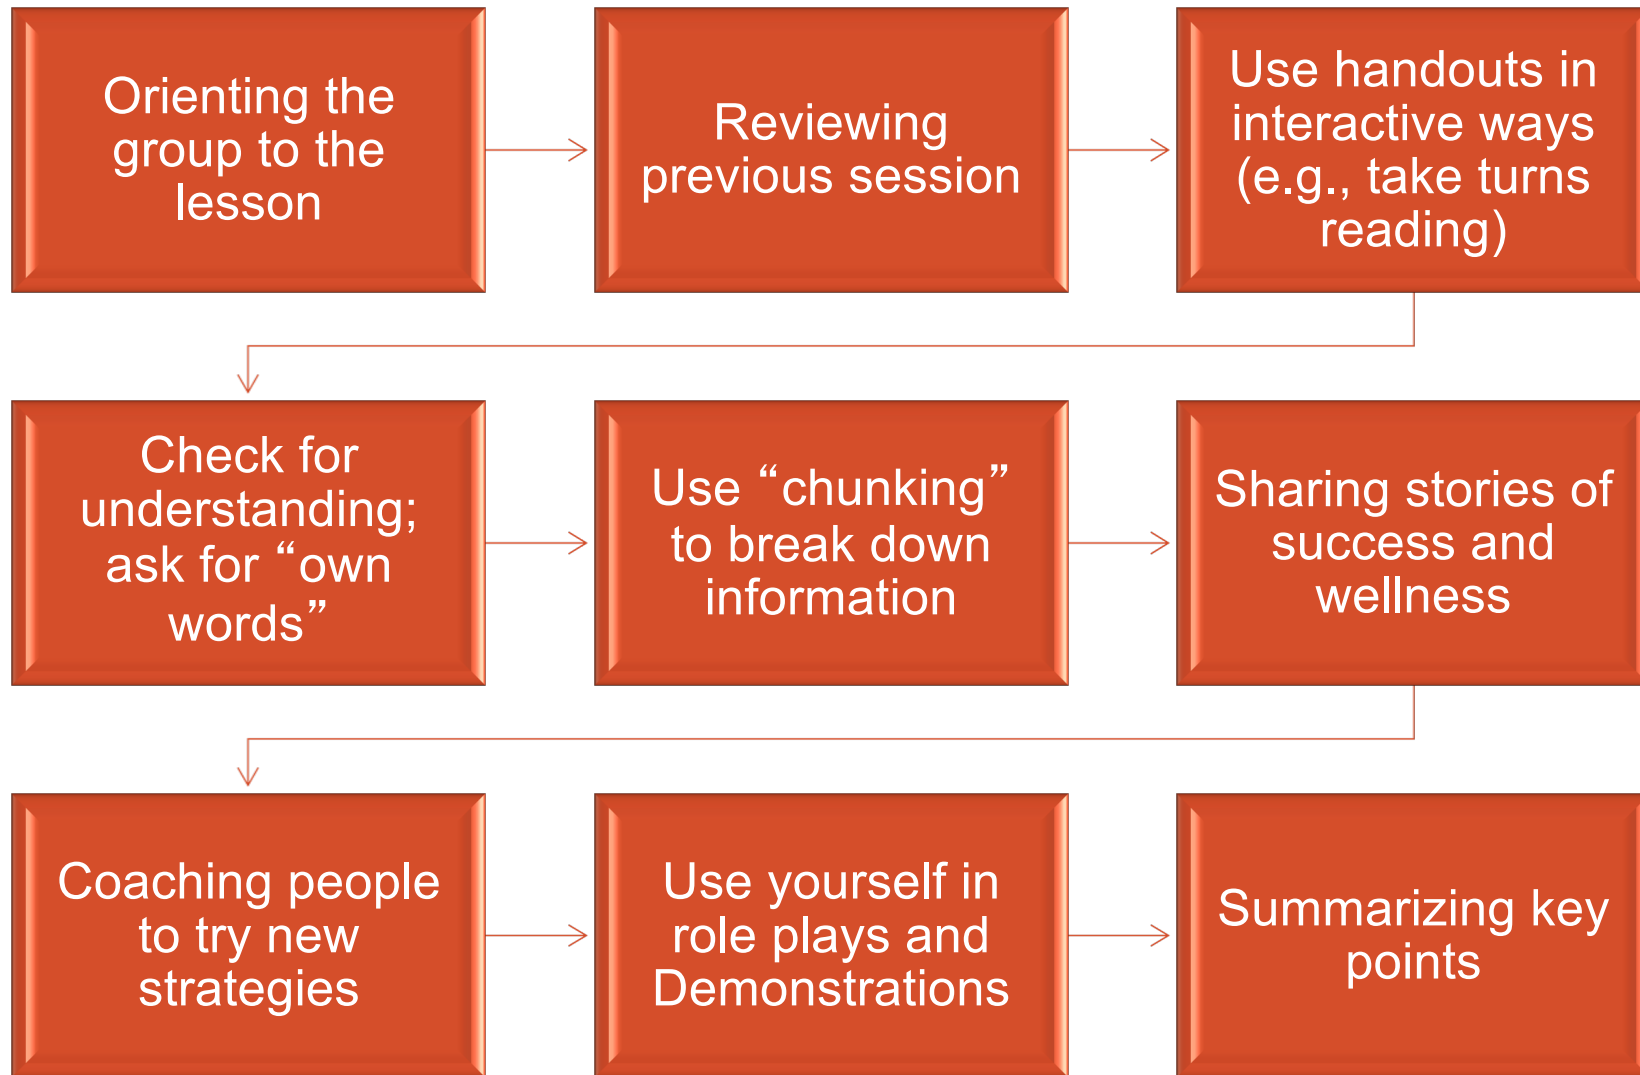 Orienting the
group to the
lesson
Reviewing
previous session
Use handouts in
interactive ways
(e.g., take turns
reading)
Check for
understanding;
ask for “own
words”
Use “chunking”
to break down
information
Sharing stories of
success and
wellness
Coaching people
to try new
strategies
Use yourself in
role plays and
Demonstrations
Summarizing key
points